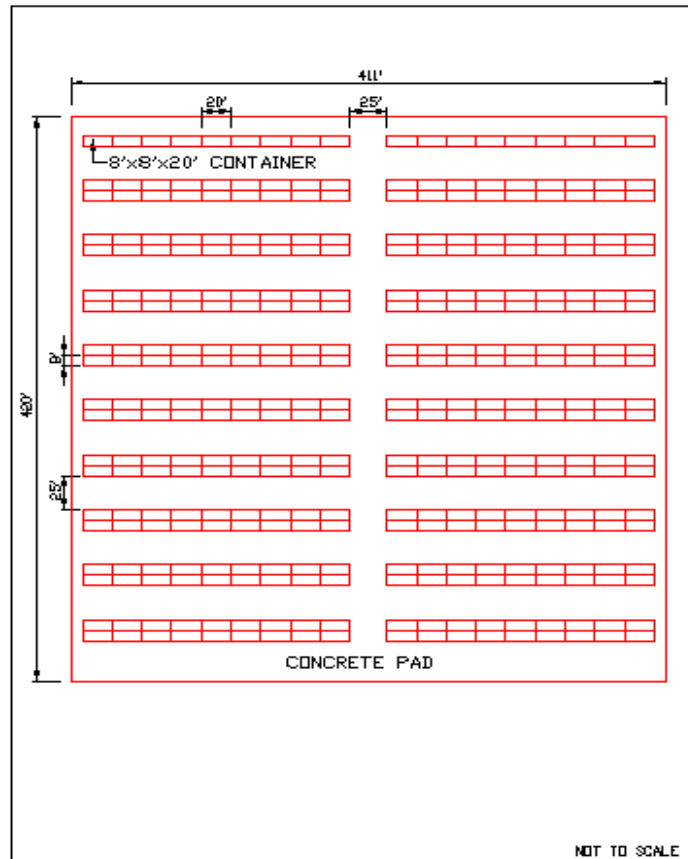 411'
20'
25'
8'x8'x20' CONTAINER
8'
420'
25'
CONCRETE PAD
NOT TO SCALE